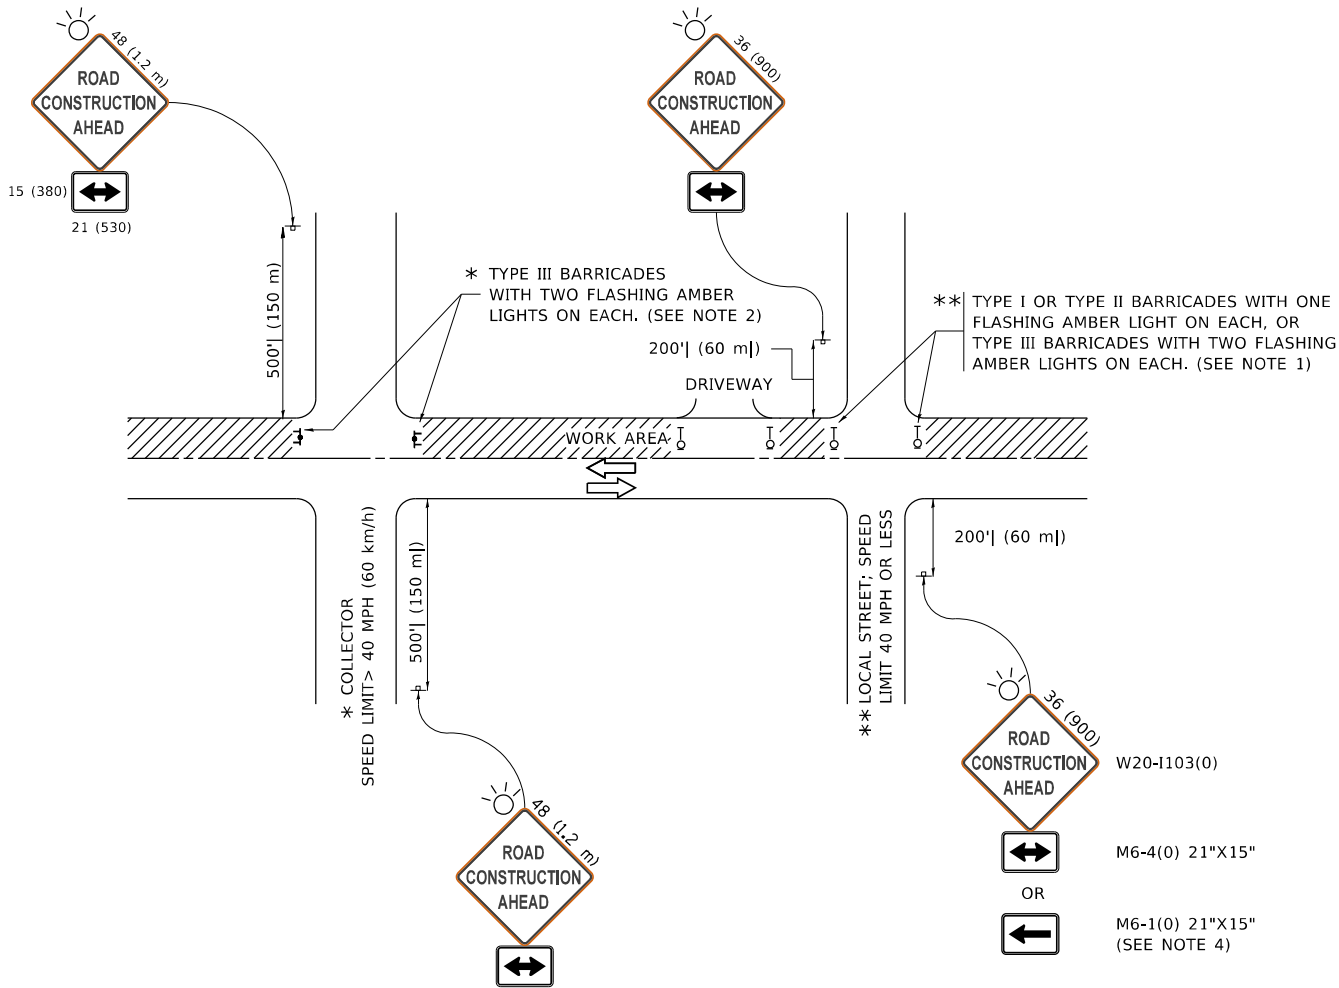 48
(1.2 m)
ROAD
CONSTRUCTION
AHEAD
15 (380)
21 (530)
36 (900)
ROAD
CONSTRUCTION
AHEAD
500'| (150 m)
* TYPE III BARRICADES
WITH TWO FLASHING AMBER
LIGHTS ON EACH. (SEE NOTE 2)
200'| (60 m|)
DRIVEWAY
**| TYPE I OR TYPE II BARRICADES WITH ONE
FLASHING AMBER LIGHT ON EACH, OR
TYPE III BARRICADES WITH TWO FLASHING
AMBER LIGHTS ON EACH. (SEE NOTE 1)
WORK AREA
* COLLECTOR
SPEED LIMIT> 40 MPH (60 km/h)
500'| (150 m|)
** LOCAL STREET; SPEED
LIMIT 40 MPH OR LESS
200'| (60 m|)
48 (1.2 m)
ROAD
CONSTRUCTION
AHEAD
36 (900)
ROAD
CONSTRUCTION
AHEAD
W20-I103(0)
M6-4(0) 21"X15"
OR
M6-1(0) 21"X15"
(SEE NOTE 4)